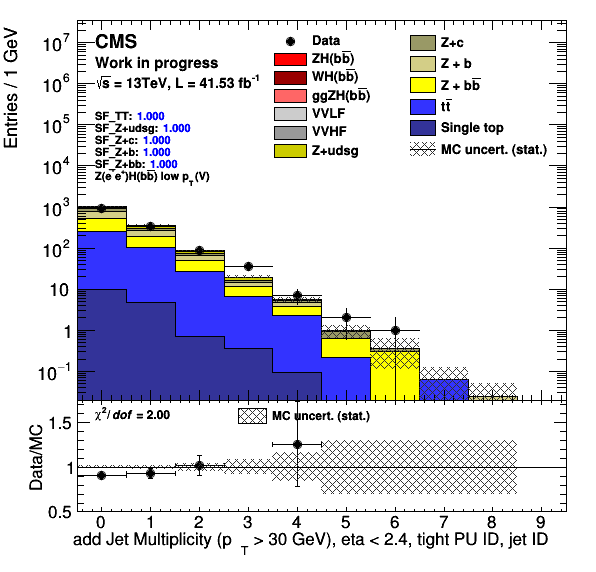 CMS
Work in progress
√s = 13TeV, L = 41.53 fb⁻¹
SF_TT: 1.000
SF_Z+udsg: 1.000
SF_Z+c: 1.000
SF_Z+b: 1.000
SF_Z+bb: 1.000
Z(e⁻e⁺)H(bb̅) low p_T(V)
Data
ZH(bb̅)
WH(bb̅)
ggZH(bb̅)
VVLF
VVHF
Z+udsg
Z+c
Z + b
Z + bb̅
tt̅
Single top
MC uncert. (stat.)
Entries / 1 GeV
10⁷
10⁶
10⁵
10⁴
10³
10²
10
1
10⁻¹
χ²/dof = 2.00
MC uncert. (stat.)
Data/MC
1.5
1
0.5
0 1 2 3 4 5 6 7 8 9
add Jet Multiplicity (p_T > 30 GeV), eta < 2.4, tight PU ID, jet ID